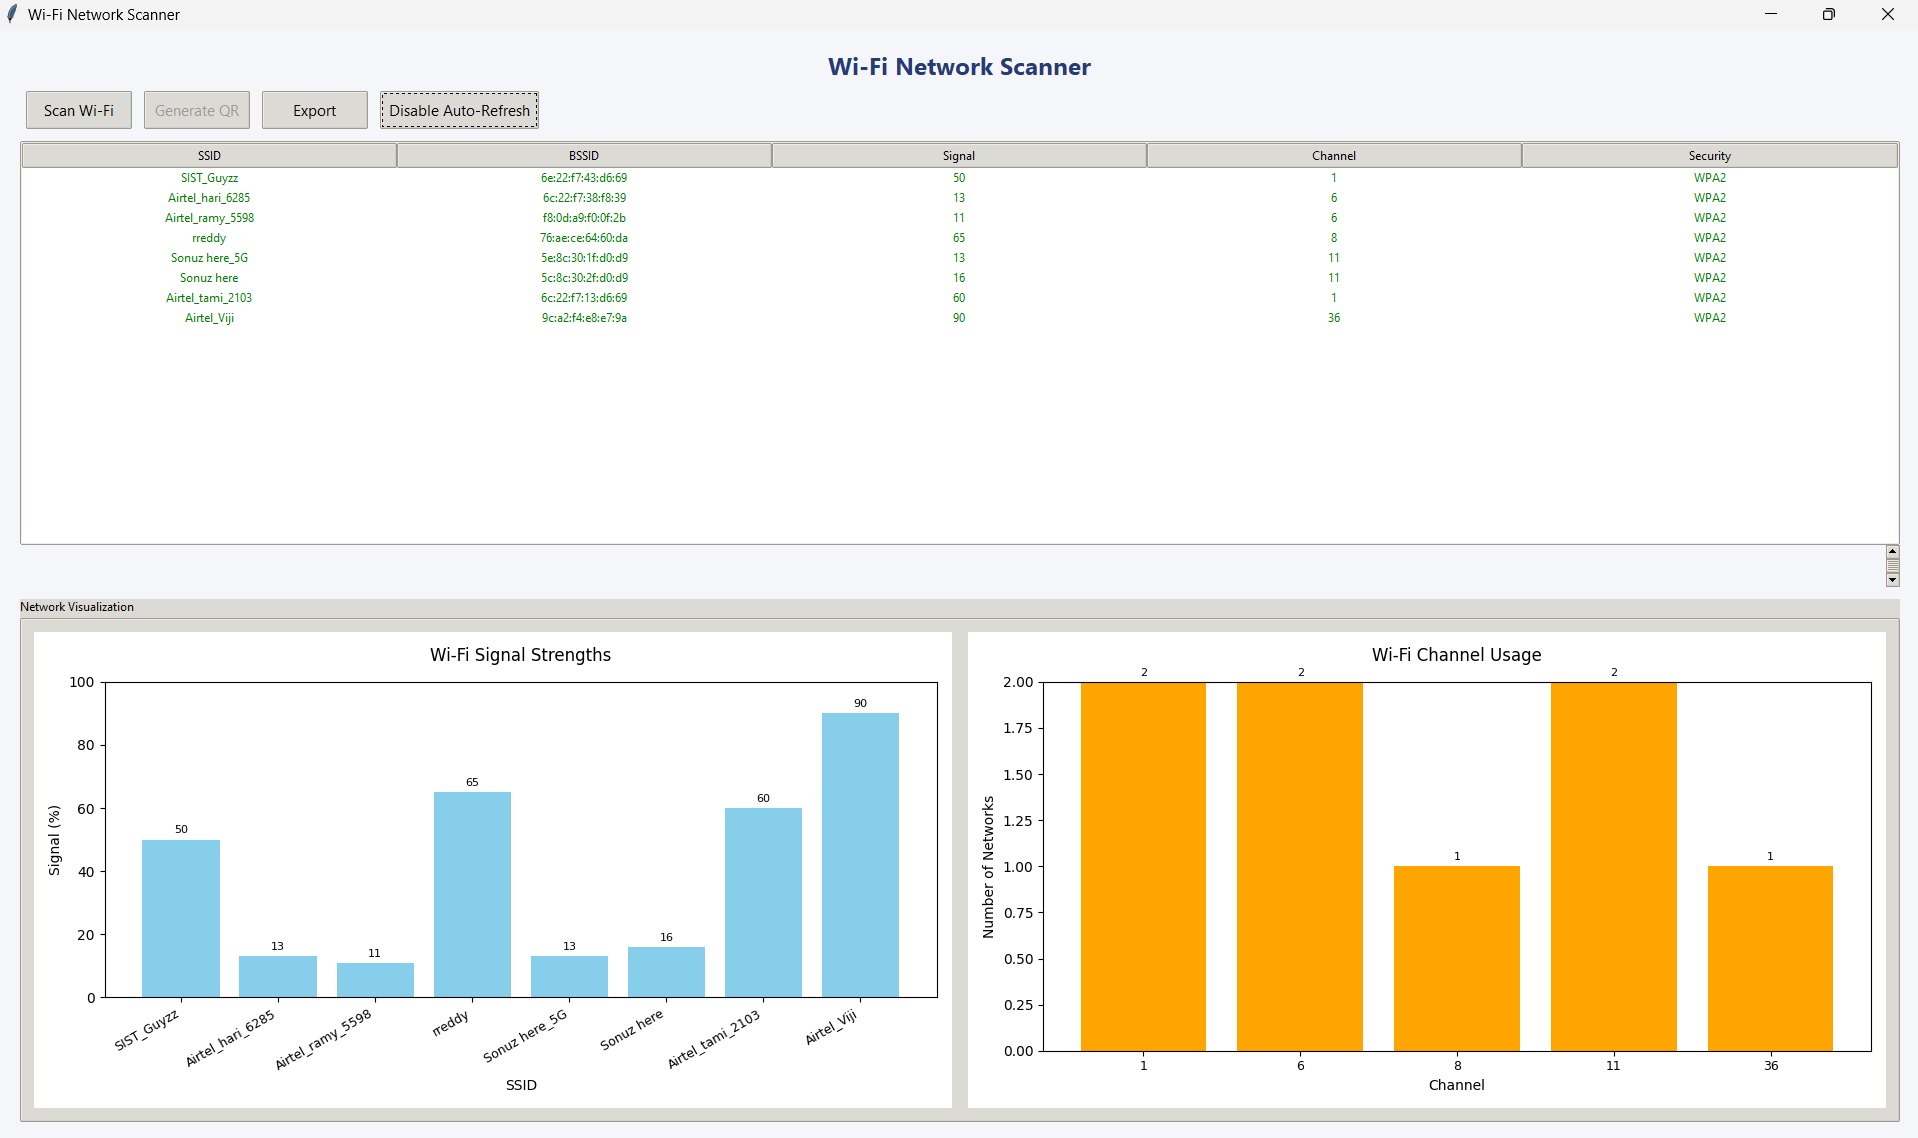 Wi-Fi Network Scanner
Wi-Fi Network Scanner
Scan Wi-Fi Generate QR Export Disable Auto-Refresh
SSID BSSID Signal Channel Security
SIST_Guyzz 6e:22:f7:43:d6:69 50 1 WPA2
Airtel_hari_6285 6c:22:f7:38:f8:39 13 6 WPA2
Airtel_ramy_5598 f8:0d:a9:f0:0f:2b 11 6 WPA2
rreddy 76:ae:ce:64:60:da 65 8 WPA2
Sonuz here_5G 5e:8c:30:1f:d0:d9 13 11 WPA2
Sonuz here 5c:8c:30:2f:d0:d9 16 11 WPA2
Airtel_tami_2103 6c:22:f7:13:d6:69 60 1 WPA2
Airtel_Viji 9c:a2:f4:e8:e7:9a 90 36 WPA2
Network Visualization
Wi-Fi Signal Strengths
100
80
60
40
20
0
Signal (%)
50
13
11
65
13
16
60
90
SIST_Guyzz
Airtel_hari_6285
Airtel_ramy_5598
rreddy
Sonuz here_5G
Sonuz here
Airtel_tami_2103
Airtel_Viji
SSID
Wi-Fi Channel Usage
2.00
1.75
1.50
1.25
1.00
0.75
0.50
0.25
0.00
Number of Networks
2
2
1
2
1
1 6 8 11 36
Channel